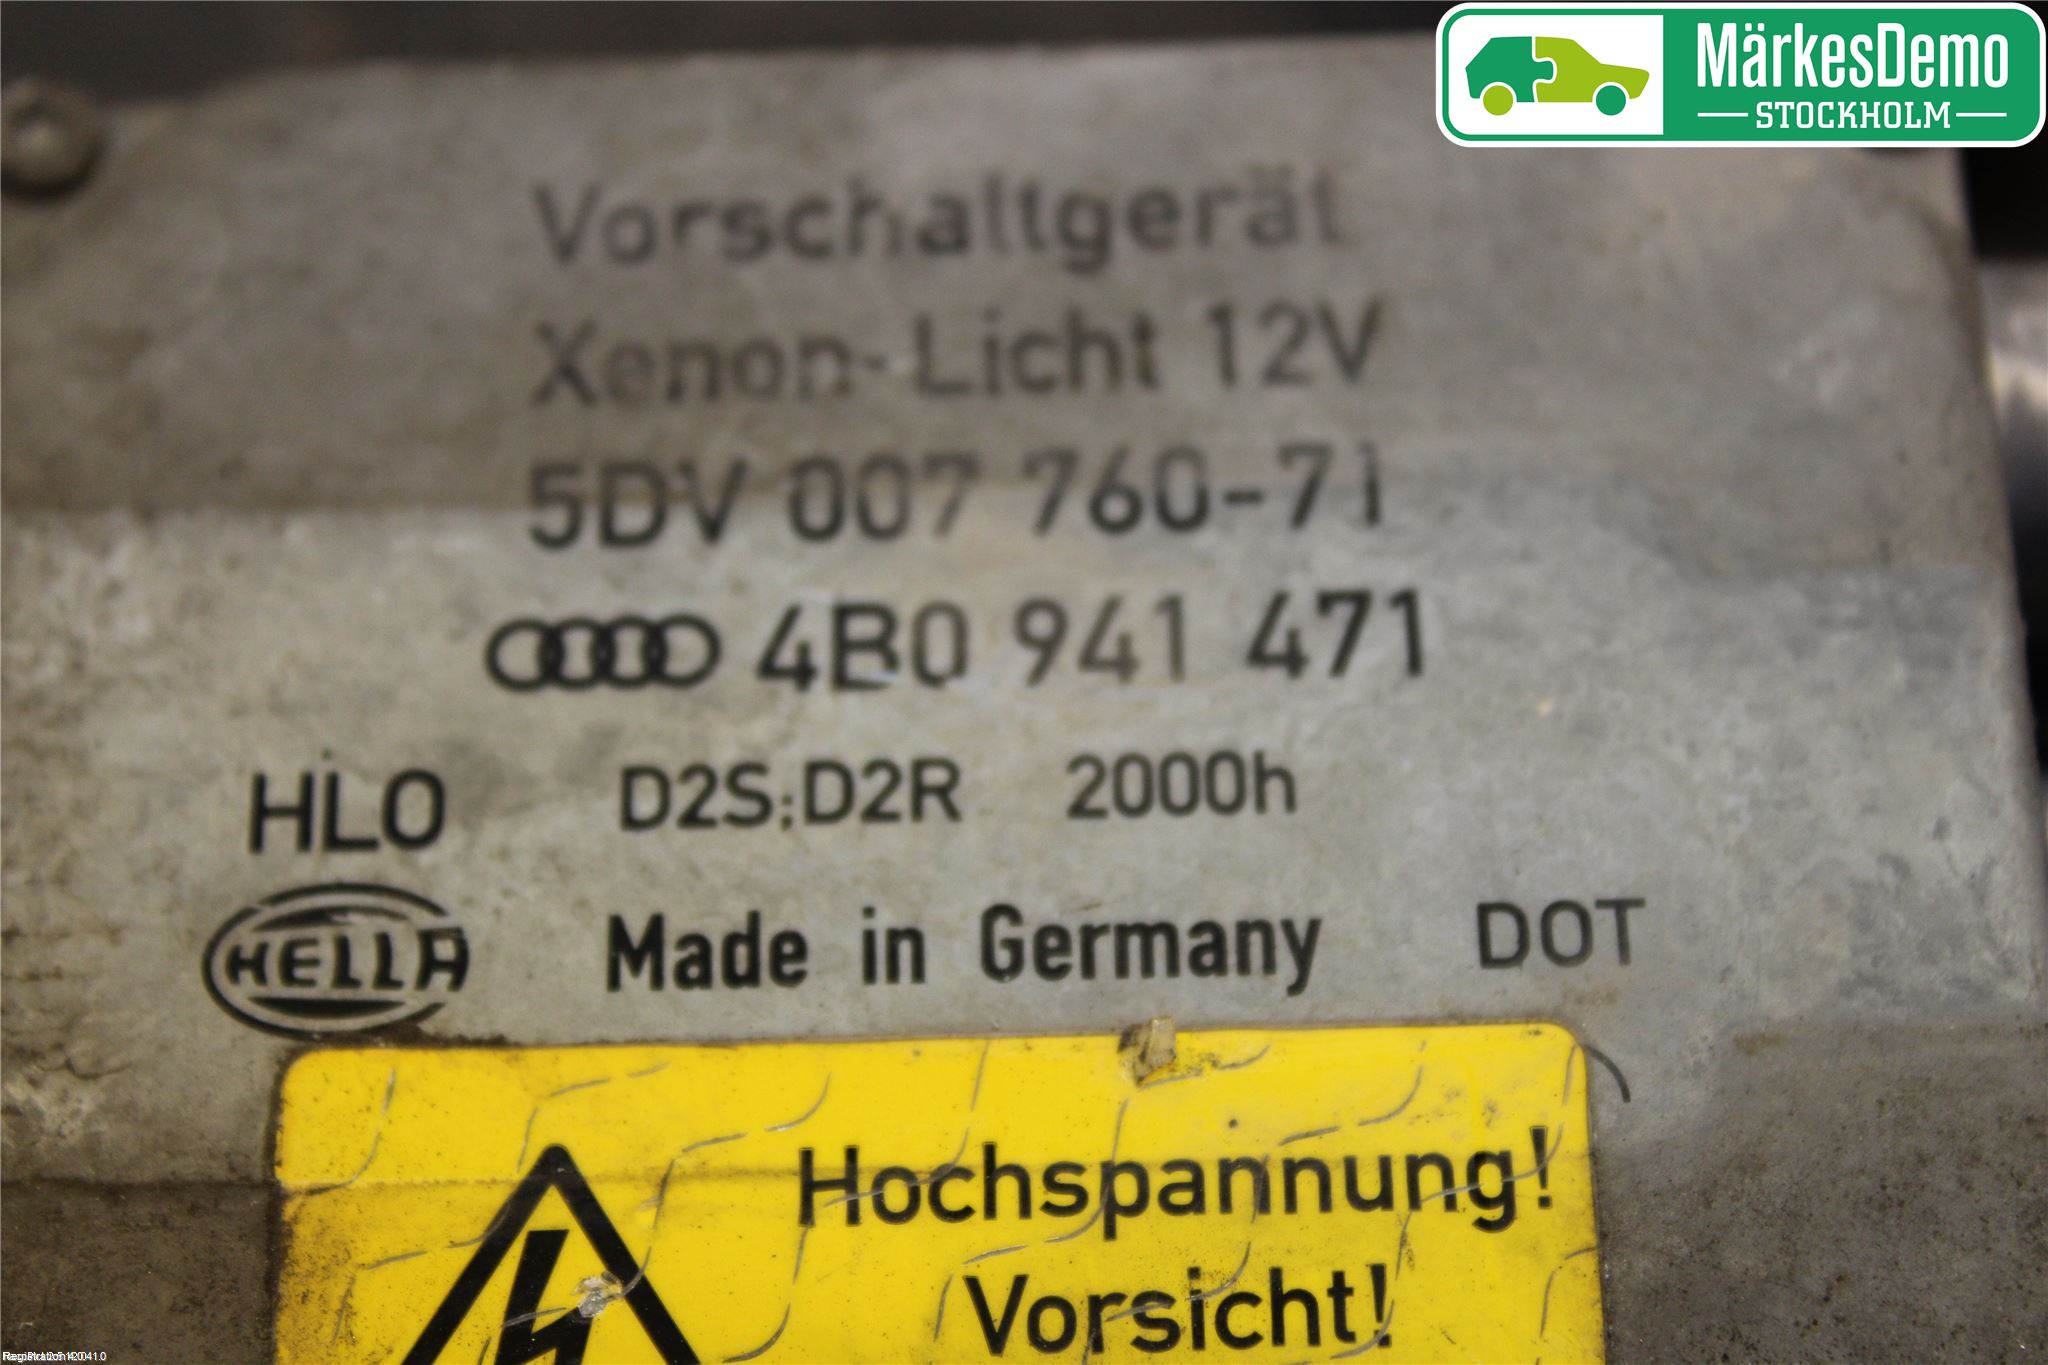 MärkesDemo
STOCKHOLM
Vorschaltgerät
Xenon-Licht 12V
5DV 007 760-71
4B0 941 471
HLO D2S;D2R 2000h
HELLA Made in Germany DOT
Hochspannung!
Vorsicht!